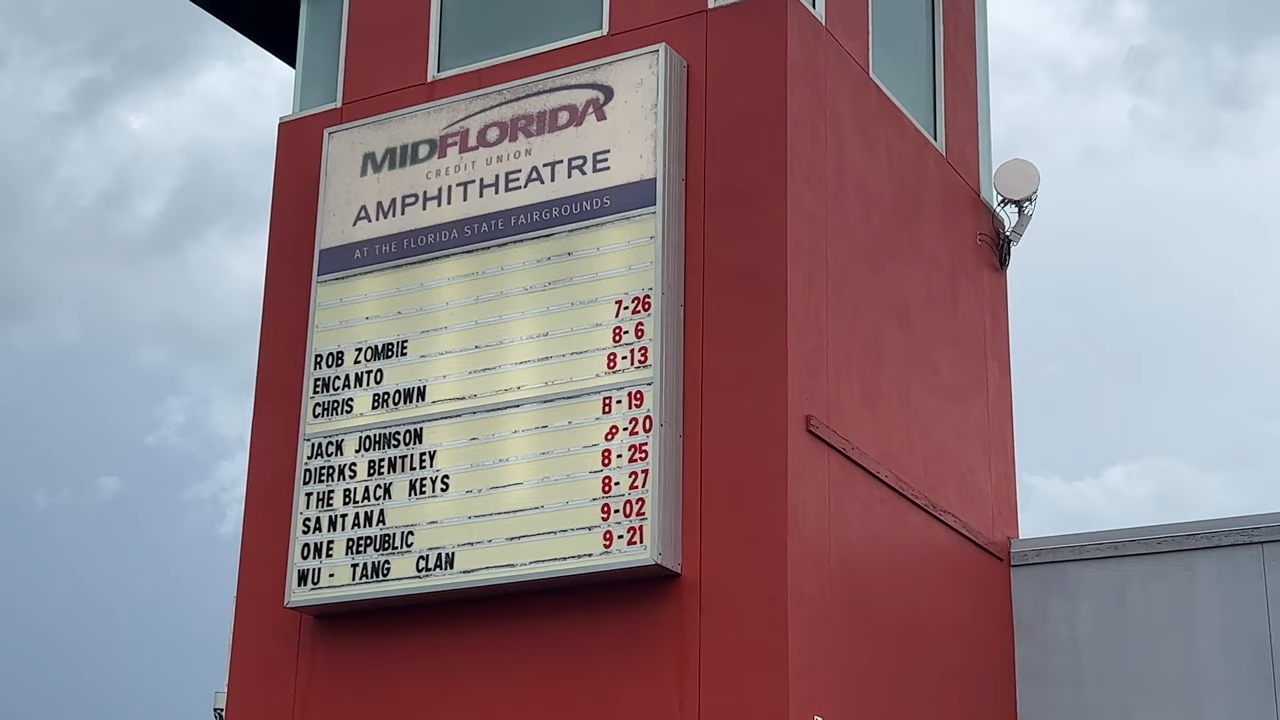 MIDFLORIDA
CREDIT UNION
AMPHITHEATRE
AT THE FLORIDA STATE FAIRGROUNDS
ROB ZOMBIE 7-26
ENCANTO 8-6
CHRIS BROWN 8-13
JACK JOHNSON 8-19
DIERKS BENTLEY 8-20
THE BLACK KEYS 8-25
SANTANA 8-27
ONE REPUBLIC 9-02
WU- TANG CLAN 9-21